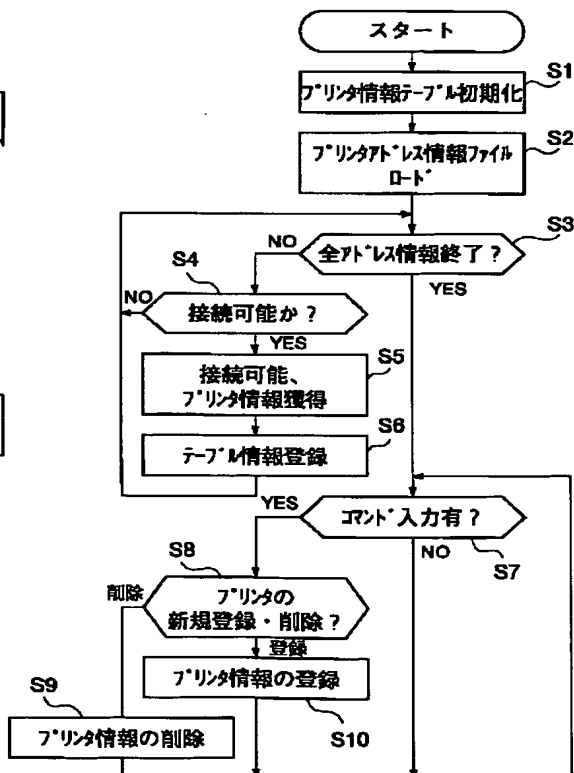 スタート
S1
プリンタ情報テーブル初期化
S2
プリンタアドレス情報ファイル
ロード
S3
全アドレス情報終了？
NO
YES
S4
接続可能か？
NO
YES
S5
接続可能、
プリンタ情報獲得
S6
テーブル情報登録
コマンド入力有？
YES
NO
S7
S8
プリンタの
新規登録・削除？
削除
登録
S9
プリンタ情報の削除
プリンタ情報の登録
S10